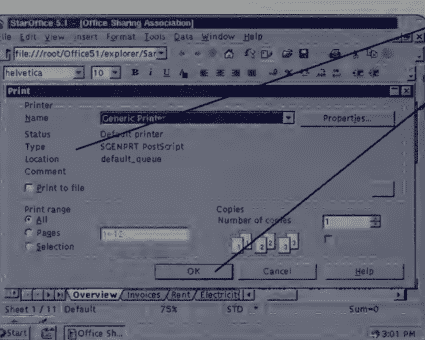 StarOffice 5.1 - [Office Sharing Association]
File Edit View Insert Format Tools Data Window Help
file:///root/Office51/explorer/Sar
helvetica 10 B i U A
Print
Printer
Name Generic Printer Properties...
Status Default printer
Type SGENPRT PostScript
Location default_queue
Comment
Print to file
Print range Copies
All Number of copies 1
Pages 1-12
Selection
OK Cancel Help
Overview Invoices Rent Electricit
Sheet 1 / 11 Default 75% STD * Sum=0
Start Office Sh... 3:01 PM